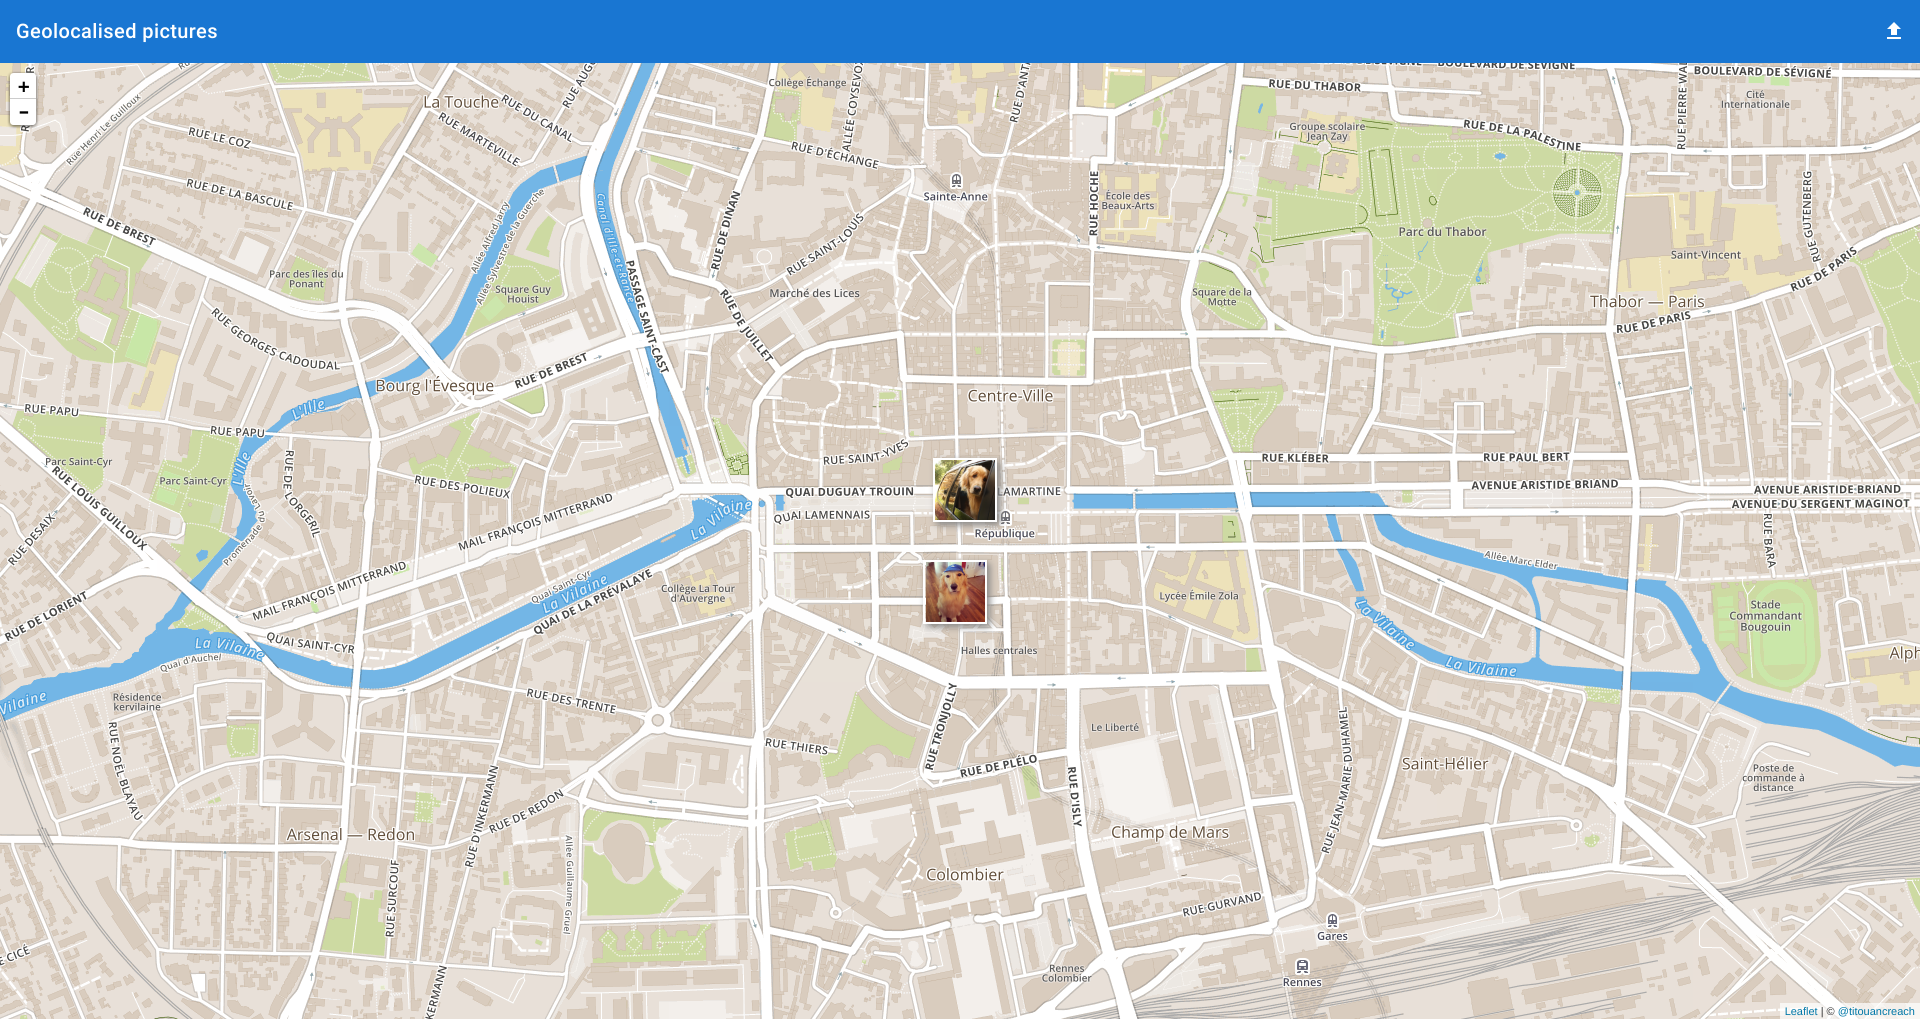 Geolocalised pictures
+
-
La Touche
RUE DU CANAL
RUE MARTEVILLE
RUE LE COZ
Rue Henri Le Guilloux
RUE DE LA BASCULE
RUE DE BREST
Allée Alfred Jarry
Allée Sylvestre de la Guerche
Parc des îles du
Ponant
Square Guy
Houist
RUE GEORGES CADOUDAL
Canal d'Ille-et-Rance
PASSAGE SAINT-CAST
Bourg l'Évesque
RUE DE BREST
L'Ille
RUE PAPU
RUE PAPU
Parc Saint-Cyr
Parc Saint-Cyr
L'Ille
RUE DE LORGERIL
RUE DES POLIEUX
RUE LOUIS GUILLOUX
RUE DESAIX
MAIL FRANÇOIS MITTERRAND
MAIL FRANÇOIS MITTERRAND
RUE DE LORIENT
Quai Saint-Cyr
La Vilaine
QUAI DE LA PRÉVALAYE
QUAI SAINT-CYR
La Vilaine
Quai d'Auchel
Vilaine
Résidence
kervilaine
RUE NOËL BLAYAU
RUE DES TRENTE
RUE D'INKERMANN
RUE DE REDON
Arsenal — Redon
RUE SURCOUF
Allée Guillaume Gruel
KERMANN
E CICÉ
Collège Échange
ALLÉE COYSEVO
RUE D'ANT
RUE D'ÉCHANGE
Sainte-Anne
RUE DE DINAN
RUE SAINT-LOUIS
Marché des Lices
RUE DE JUILLET
RUE HOCHE
École des
Beaux-Arts
Square de la
Motte
Centre-Ville
RUE SAINT-YVES
QUAI DUGUAY TROUIN
LAMARTINE
QUAI LAMENNAIS
La Vilaine
République
Collège La Tour
d'Auvergne
Halles centrales
RUE TRONJOLLY
RUE THIERS
RUE DE PLÉLO
RUE D'ISLY
Le Liberté
Champ de Mars
Colombier
Rennes
Colombier
RUE GURVAND
Gares
Rennes
BOULEVARD DE SÉVIGNÉ
BOULEVARD DE SÉVIGNÉ
RUE DU THABOR
Cité
Internationale
Groupe scolaire
Jean Zay
RUE DE LA PALESTINE
RUE PIERRE-WAL
Parc du Thabor
Saint-Vincent
RUE GUTENBERG
RUE DE PARIS
Thabor — Paris
RUE DE PARIS
RUE KLÉBER
RUE PAUL BERT
AVENUE ARISTIDE BRIAND
AVENUE ARISTIDE-BRIAND
AVENUE DU SERGENT MAGINOT
RUE BARA
Allée Marc Elder
Lycée Émile Zola
La Vilaine
La Vilaine
Stade
Commandant
Bougouin
Alph
RUE JEAN-MARIE DUHAMEL
Saint-Hélier
Poste de
commande à
distance
Leaflet | © @titouancreach